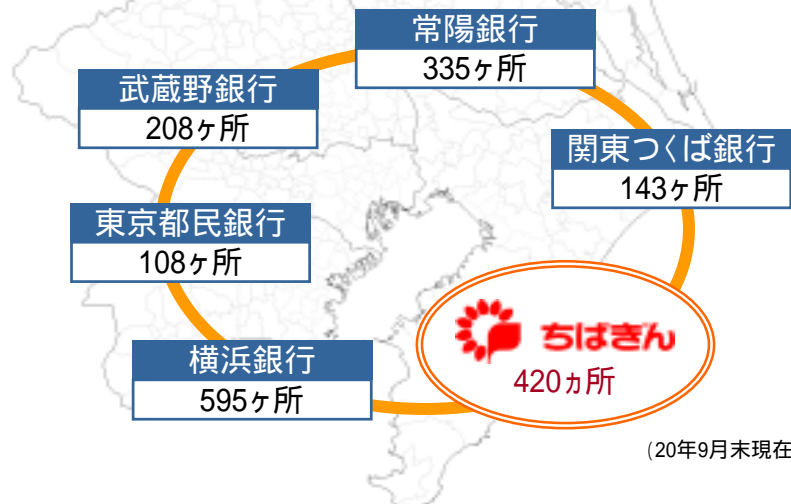 常陽銀行
335ヶ所
武蔵野銀行
208ヶ所
関東つくば銀行
143ヶ所
東京都民銀行
108ヶ所
ちばぎん
420ヵ所
横浜銀行
595ヶ所
(20年9月末現在